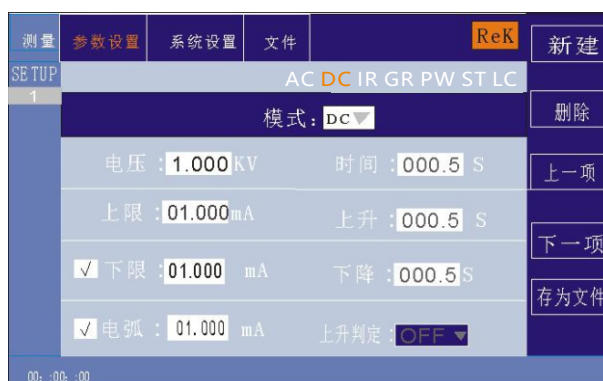 测量 参数设置 系统设置 文件 ReK 新建
SETUP AC DC IR GR PW ST LC
1
模式：DC▼ 删除
电压：1.000 KV 时间：000.5 S 上一项
上限：01.000mA 上升：000.5 S
√ 下限：01.000 mA 下降：000.5 S 下一项
存为文件
√ 电弧：01.000 mA 上升判定：OFF▼
00: :00: :00